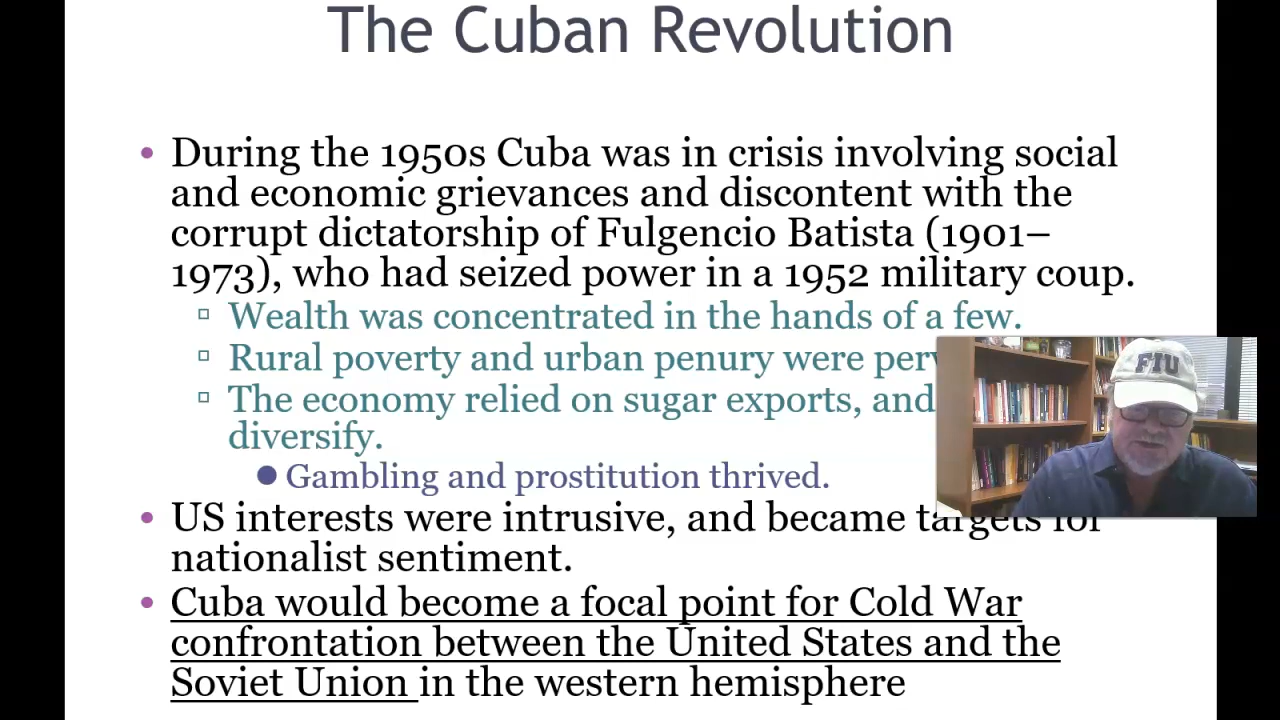 The Cuban Revolution
• During the 1950s Cuba was in crisis involving social
and economic grievances and discontent with the
corrupt dictatorship of Fulgencio Batista (1901–
1973), who had seized power in a 1952 military coup.
▫ Wealth was concentrated in the hands of a few.
▫ Rural poverty and urban penury were
▫ The economy relied on sugar exports, and
diversify.
● Gambling and prostitution thrived.
• US interests were intrusive, and became targets for
nationalist sentiment.
• Cuba would become a focal point for Cold War
confrontation between the United States and the
Soviet Union in the western hemisphere
FIU